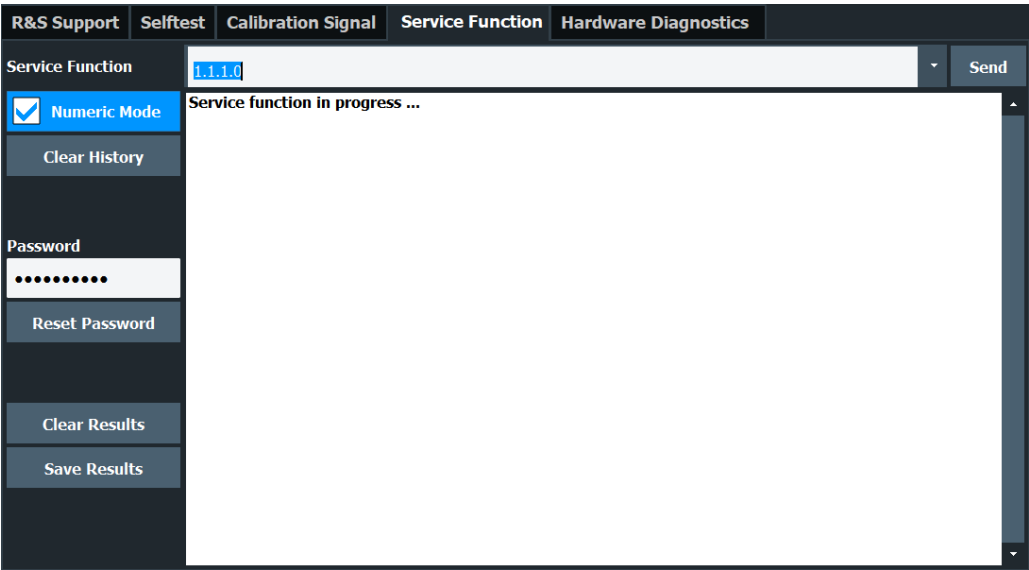 R&S Support Selftest Calibration Signal Service Function Hardware Diagnostics
Service Function 1.1.1.0 Send
Numeric Mode
Service function in progress ...
Clear History
Password
••••••••••
Reset Password
Clear Results
Save Results